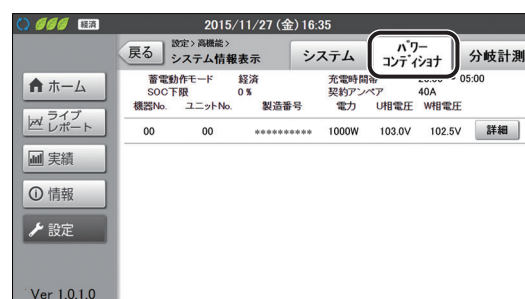 経済 2015/11/27 (金) 16:35
戻る 設定>高機能>
システム情報表示
システム
パワー
コンディショナ
分岐計測
ホーム
ライブ
レポート
実績
情報
設定
Ver 1.0.1.0
蓄電動作モード 経済 充電時間帯 05:00
SOC下限 0% 契約アンペア 40A
機器No. ユニットNo. 製造番号 電力 U相電圧 W相電圧
00 00 ********** 1000W 103.0V 102.5V 詳細